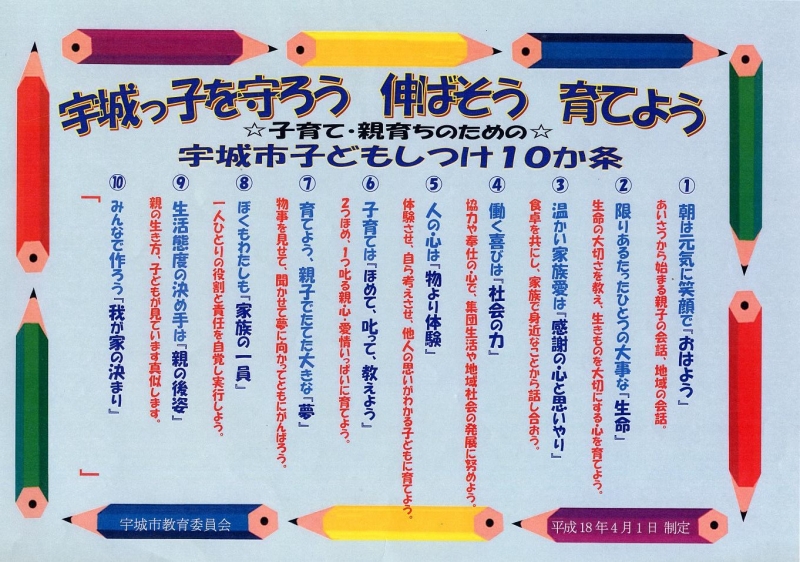 宇城っ子を守ろう 伸ばそう 育てよう
☆子育て・親育ちのための☆
宇城市子どもしつけ10か条
①朝は元気に笑顔で『おはよう』
あいさつから始まる親子の会話、地域の会話。
②限りあるたったひとつの大事な『生命』
生命の大切さを教え、生きものを大切にする心を育てよう。
③温かい家族愛は『感謝の心と思いやり』
食卓を共にし、家族で身近なことから話し合おう。
④働く喜びは『社会の力』
協力や奉仕の心で、集団生活や地域社会の発展に努めよう。
⑤人の心は『物より体験』
体験させ、自ら考えさせ、他人の思いがわかる子どもに育てよう。
⑥子育ては『ほめて、叱って、教えよう』
2つほめ、1つ叱る親心・愛情いっぱいに育てよう。
⑦育てよう、親子でたてた大きな『夢』
物事を見せて、聞かせて夢に向かってともにがんばろう。
⑧ぼくもわたしも『家族の一員』
一人ひとりの役割と責任を自覚し実行しよう。
⑨生活態度の決め手は『親の後姿』
親の生き方、子どもが見ています真似します。
⑩みんなで作ろう『我が家の決まり』
「 」
宇城市教育委員会
平成18年4月1日 制定